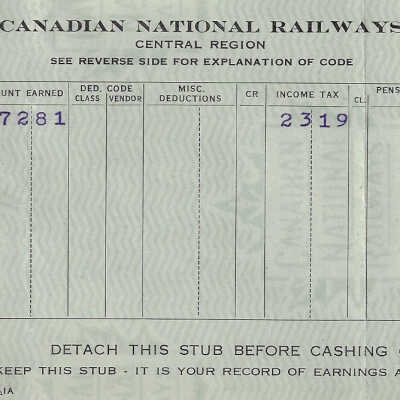 CANADIAN NATIONAL RAILWAYS
CENTRAL REGION
SEE REVERSE SIDE FOR EXPLANATION OF CODE
UNT EARNED DED. CODE CLASS VENDOR MISC. DEDUCTIONS CR INCOME TAX CL. PENS
7281 2319
DETACH THIS STUB BEFORE CASHING
KEEP THIS STUB - IT IS YOUR RECORD OF EARNINGS A